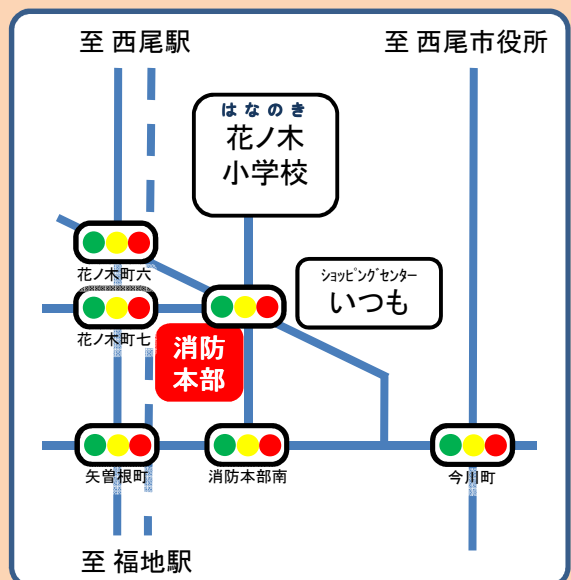 至 西尾駅
至 西尾市役所
はなのき
花ノ木
小学校
花ノ木町六
ショッピングセンター
いつも
花ノ木町七
消防
本部
矢曽根町
消防本部南
今川町
至 福地駅